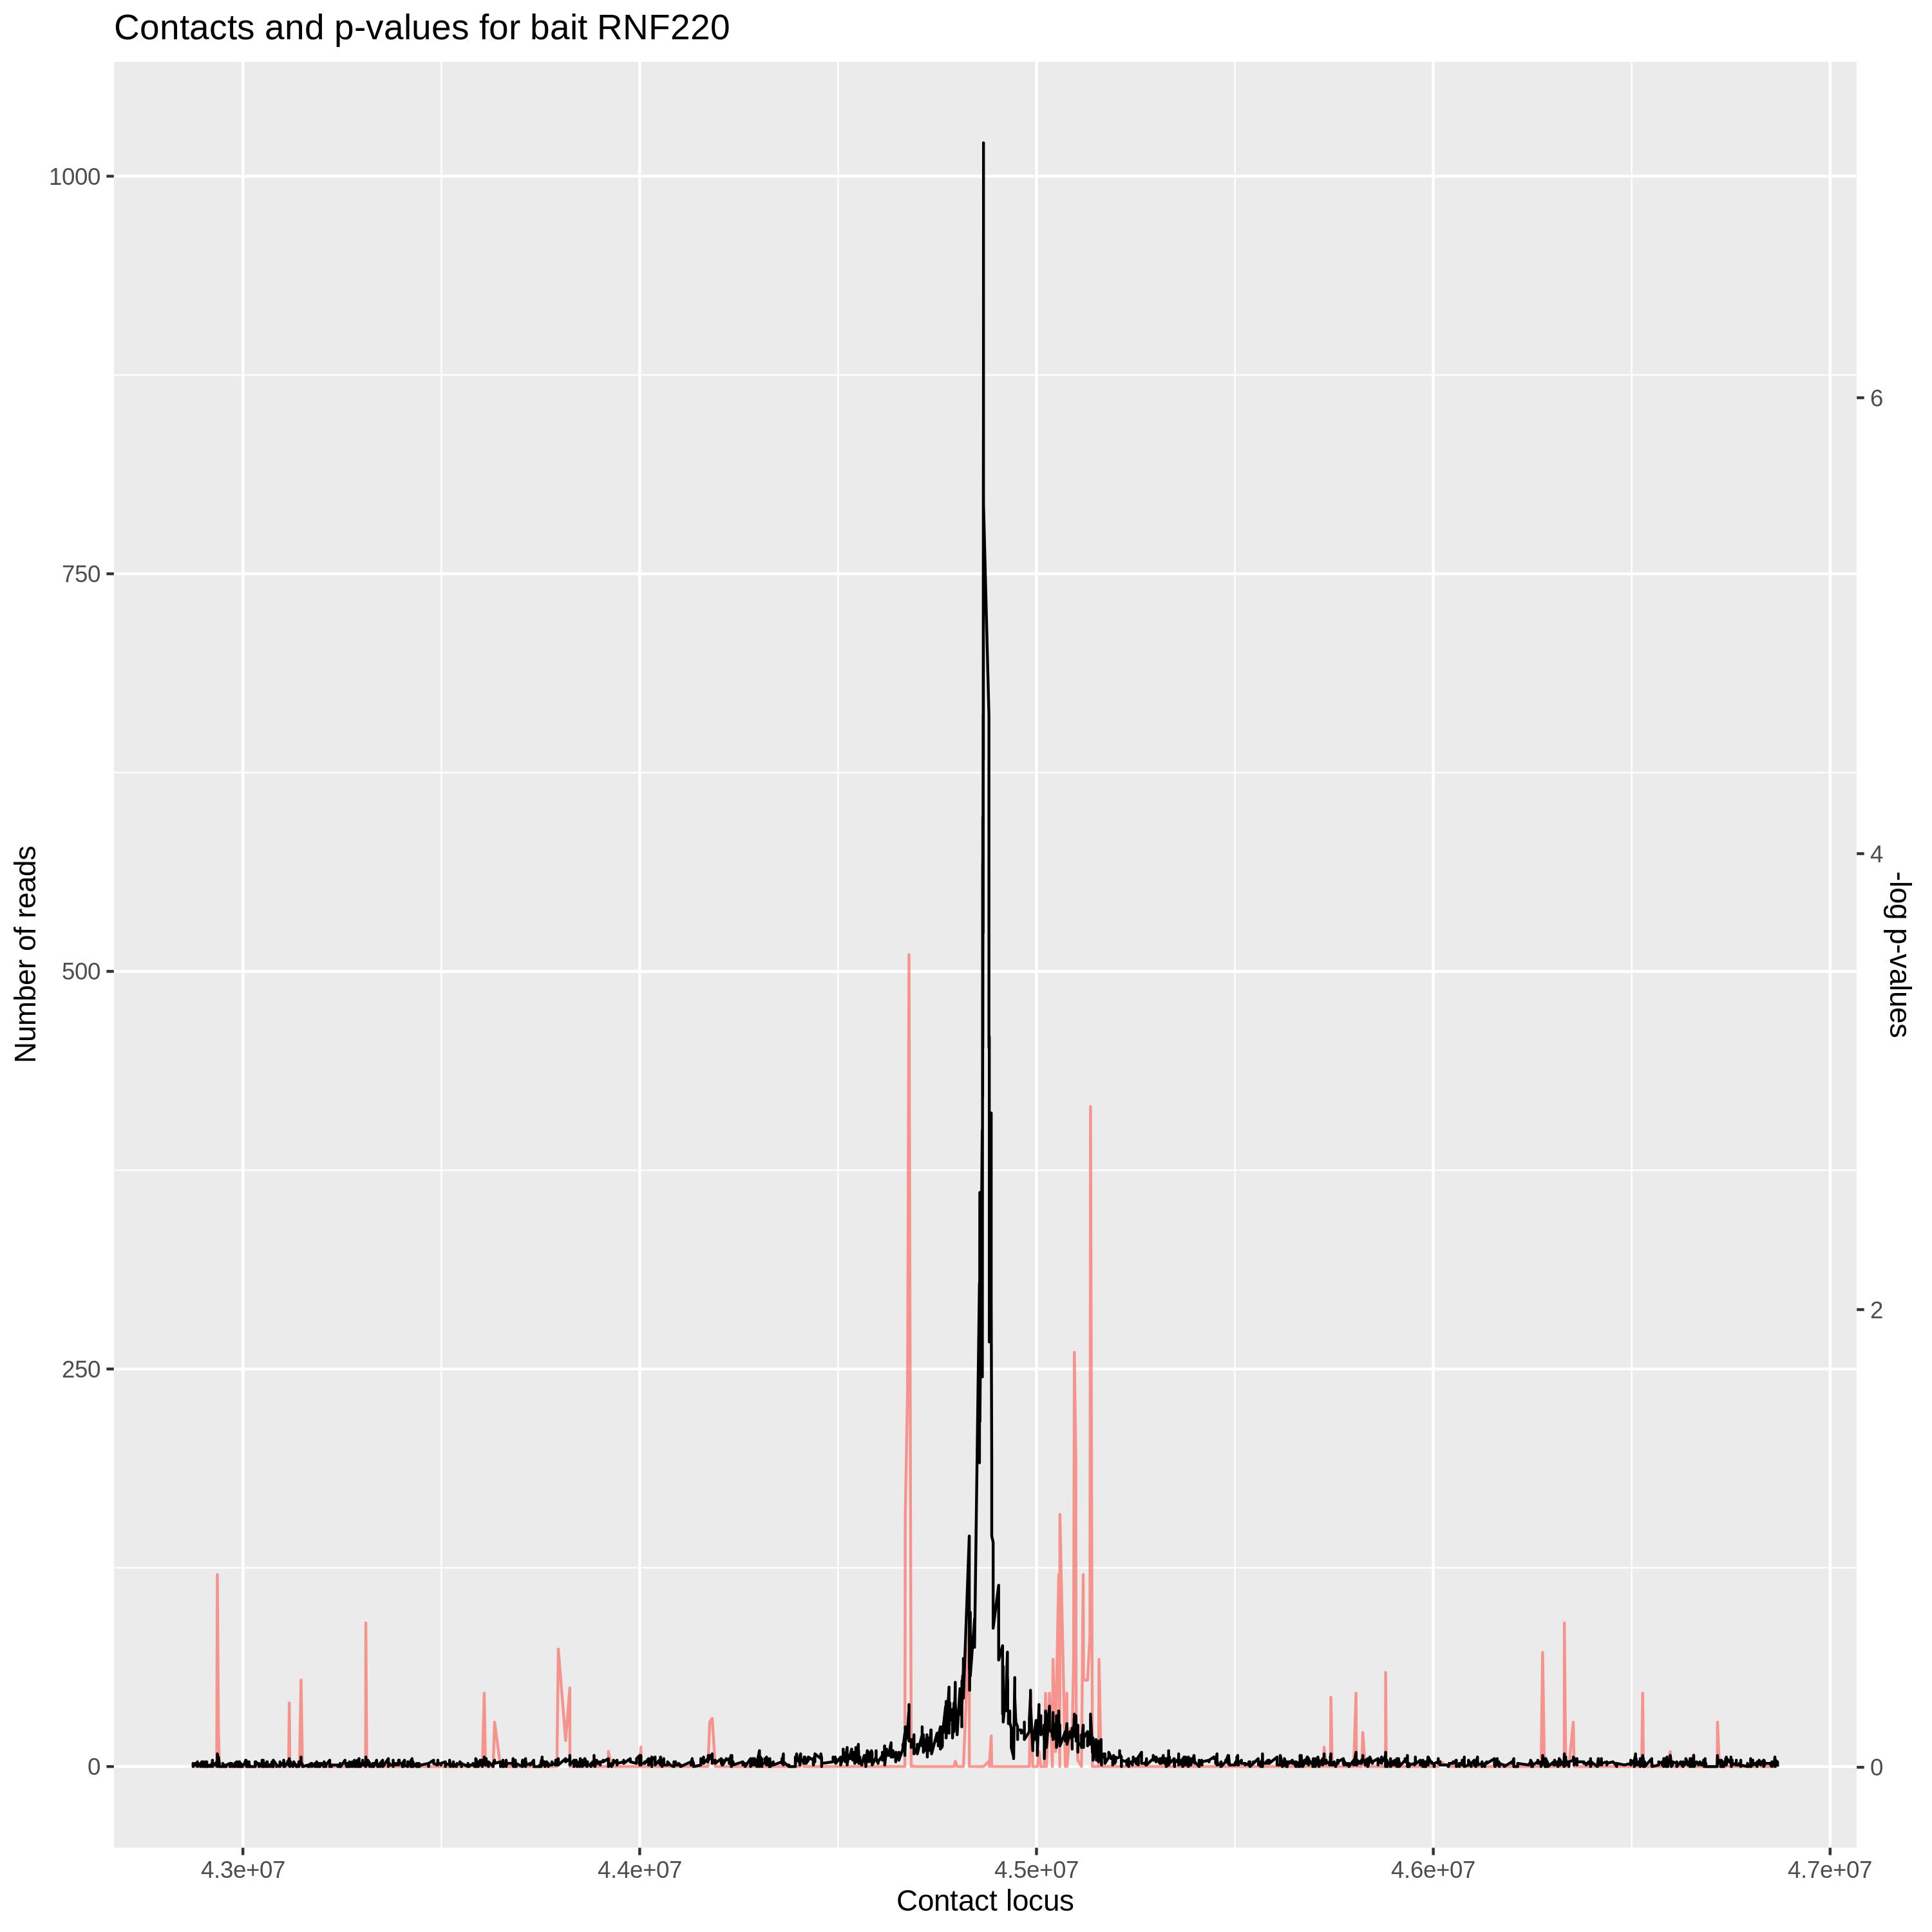 Contacts and p-values for bait RNF220
1000
750
500
250
0
Number of reads
6
4
2
0
-log p-values
4.3e+07
4.4e+07
4.5e+07
4.6e+07
4.7e+07
Contact locus